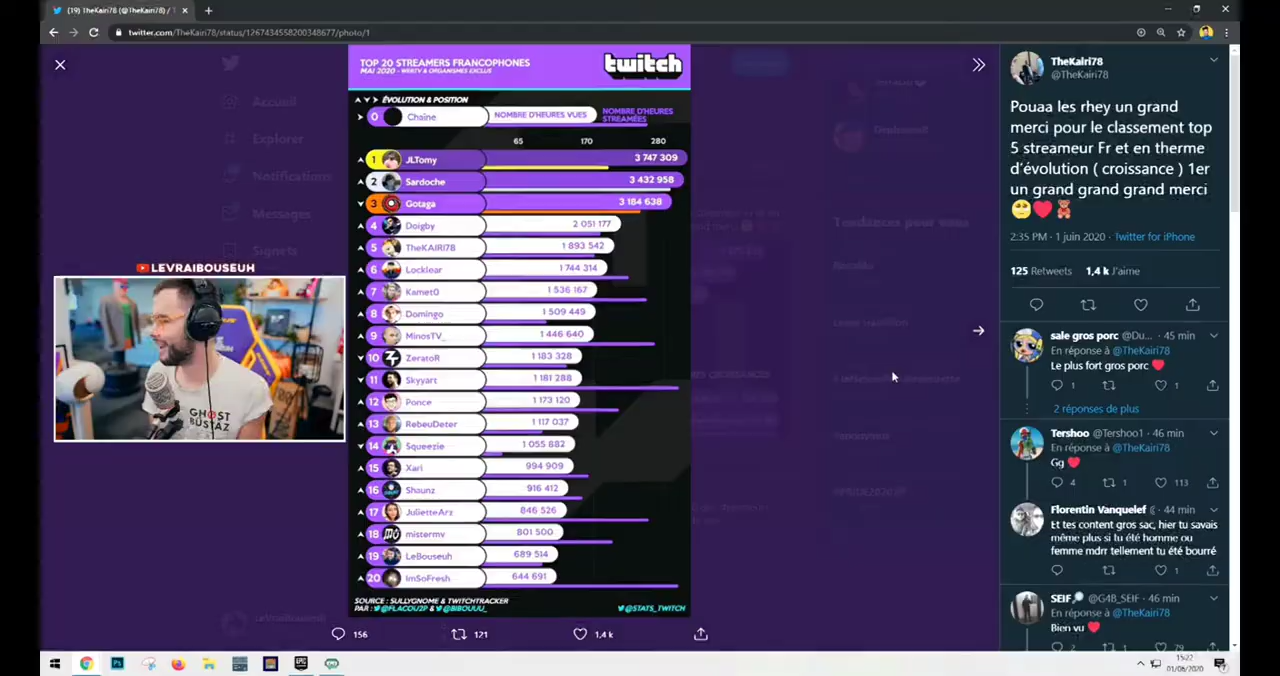 (19) TheKairi78 (@TheKairi78) /
twitter.com/TheKairi78/status/1267434558200348677/photo/1
TOP 20 STREAMERS FRANCOPHONES
MAI 2020 - WEBTV & ORGANISMES EXCLUS
twitch
ÉVOLUTION & POSITION
0 Chaîne NOMBRE D'HEURES VUES NOMBRE D'HEURES STREAMÉES
65 170 280
1 JLTomy 3 747 309
2 Sardoche 3 432 958
3 Gotaga 3 184 638
4 Doigby 2 051 177
5 TheKAIRI78 1 893 542
6 Locklear 1 744 314
7 Kamet0 1 536 167
8 Domingo 1 509 449
9 MinosTV_ 1 446 640
10 ZeratoR 1 183 328
11 Skyyart 1 181 288
12 Ponce 1 173 120
13 RebeuDeter 1 117 037
14 Squeezie 1 055 882
15 Xari 994 909
16 Shaunz 916 412
17 JulietteArz 846 526
18 mistermv 801 500
19 LeBouseuh 689 514
20 ImSoFresh 644 691
SOURCE : SULLYGNOME & TWITCHTRACKER
PAR : @FLACOU2P & @BIBOUUU_
@STATS_TWITCH
156 121 1,4 k
Accueil
Explorer
Notifications
Messages
Signets
Tendances pour vous
LEVRAIBOUSEUH
GHOST
BUSTAZ
LeVraiBouseuh
TheKairi78
@TheKairi78
Pouaa les rhey un grand
merci pour le classement top
5 streameur Fr et en therme
d'évolution ( croissance ) 1er
un grand grand grand merci
🥺❤️🧸
2:35 PM · 1 juin 2020 · Twitter for iPhone
125 Retweets 1,4 k J'aime
sale gros porc @Du... · 45 min
En réponse à @TheKairi78
Le plus fort gros porc ❤️
1 1
2 réponses de plus
Tershoo @Tershoo1 · 46 min
En réponse à @TheKairi78
Gg ❤️
4 1 113
Florentin Vanquelef · 44 min
Et tes content gros sac, hier tu savais
même plus si tu été homme ou
femme mdrr tellement tu été bourré
1
SEIF @G4B_SEIF · 46 min
En réponse à @TheKairi78
Bien vu ❤️
2 1 79
15:22
01/06/2020